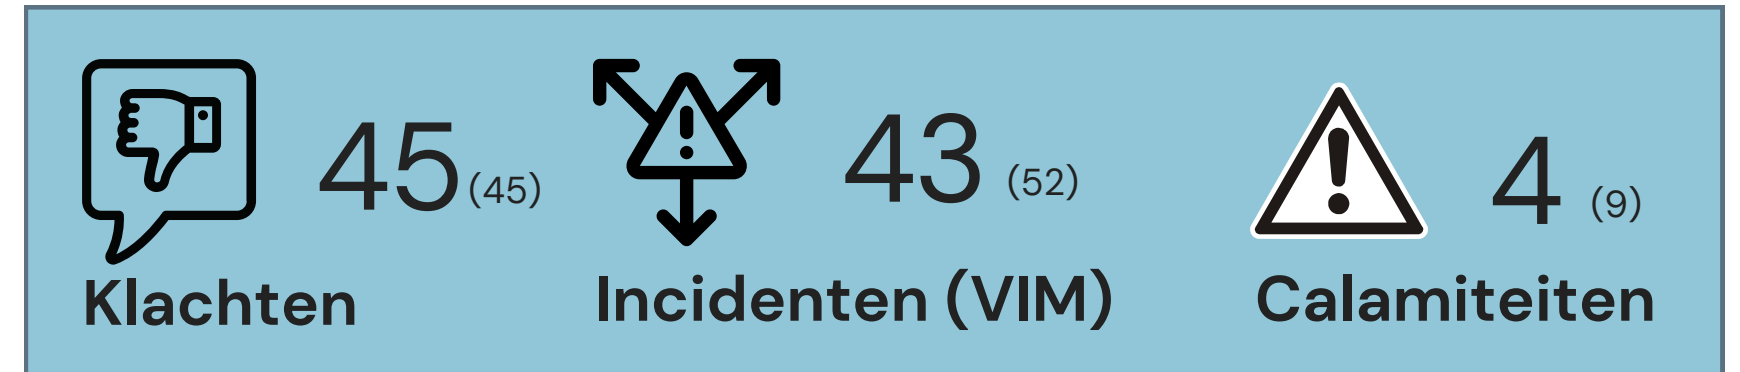 45 (45)
43 (52)
4 (9)
Klachten
Incidenten (VIM)
Calamiteiten